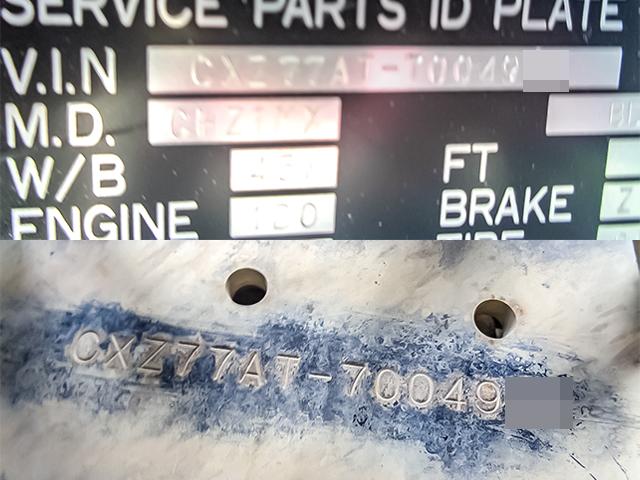 SERVICE PARTS ID PLATE
V.I.N CXZ77AT-70049
M.D.
W/B
FT
ENGINE
BRAKE
CXZ77AT-70049